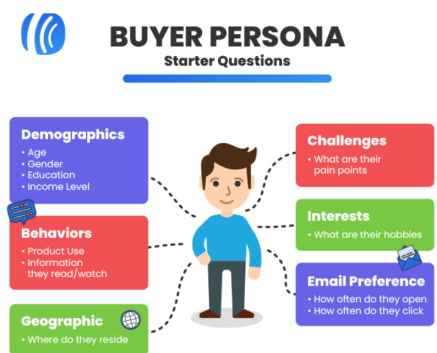 BUYER PERSONA
Starter Questions
Demographics
• Age
• Gender
• Education
• Income Level
Behaviors
• Product Use
• Information
they read/watch
Geographic
• Where do they reside
Challenges
• What are their
pain points
Interests
• What are their hobbies
Email Preference
• How often do they open
• How often do they click